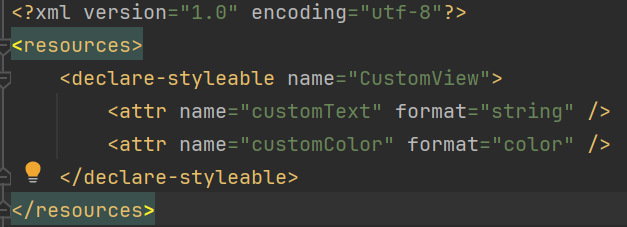 <?xml version="1.0" encoding="utf-8"?>
<resources>
    <declare-styleable name="CustomView">
        <attr name="customText" format="string" />
        <attr name="customColor" format="color" />
    </declare-styleable>
</resources>